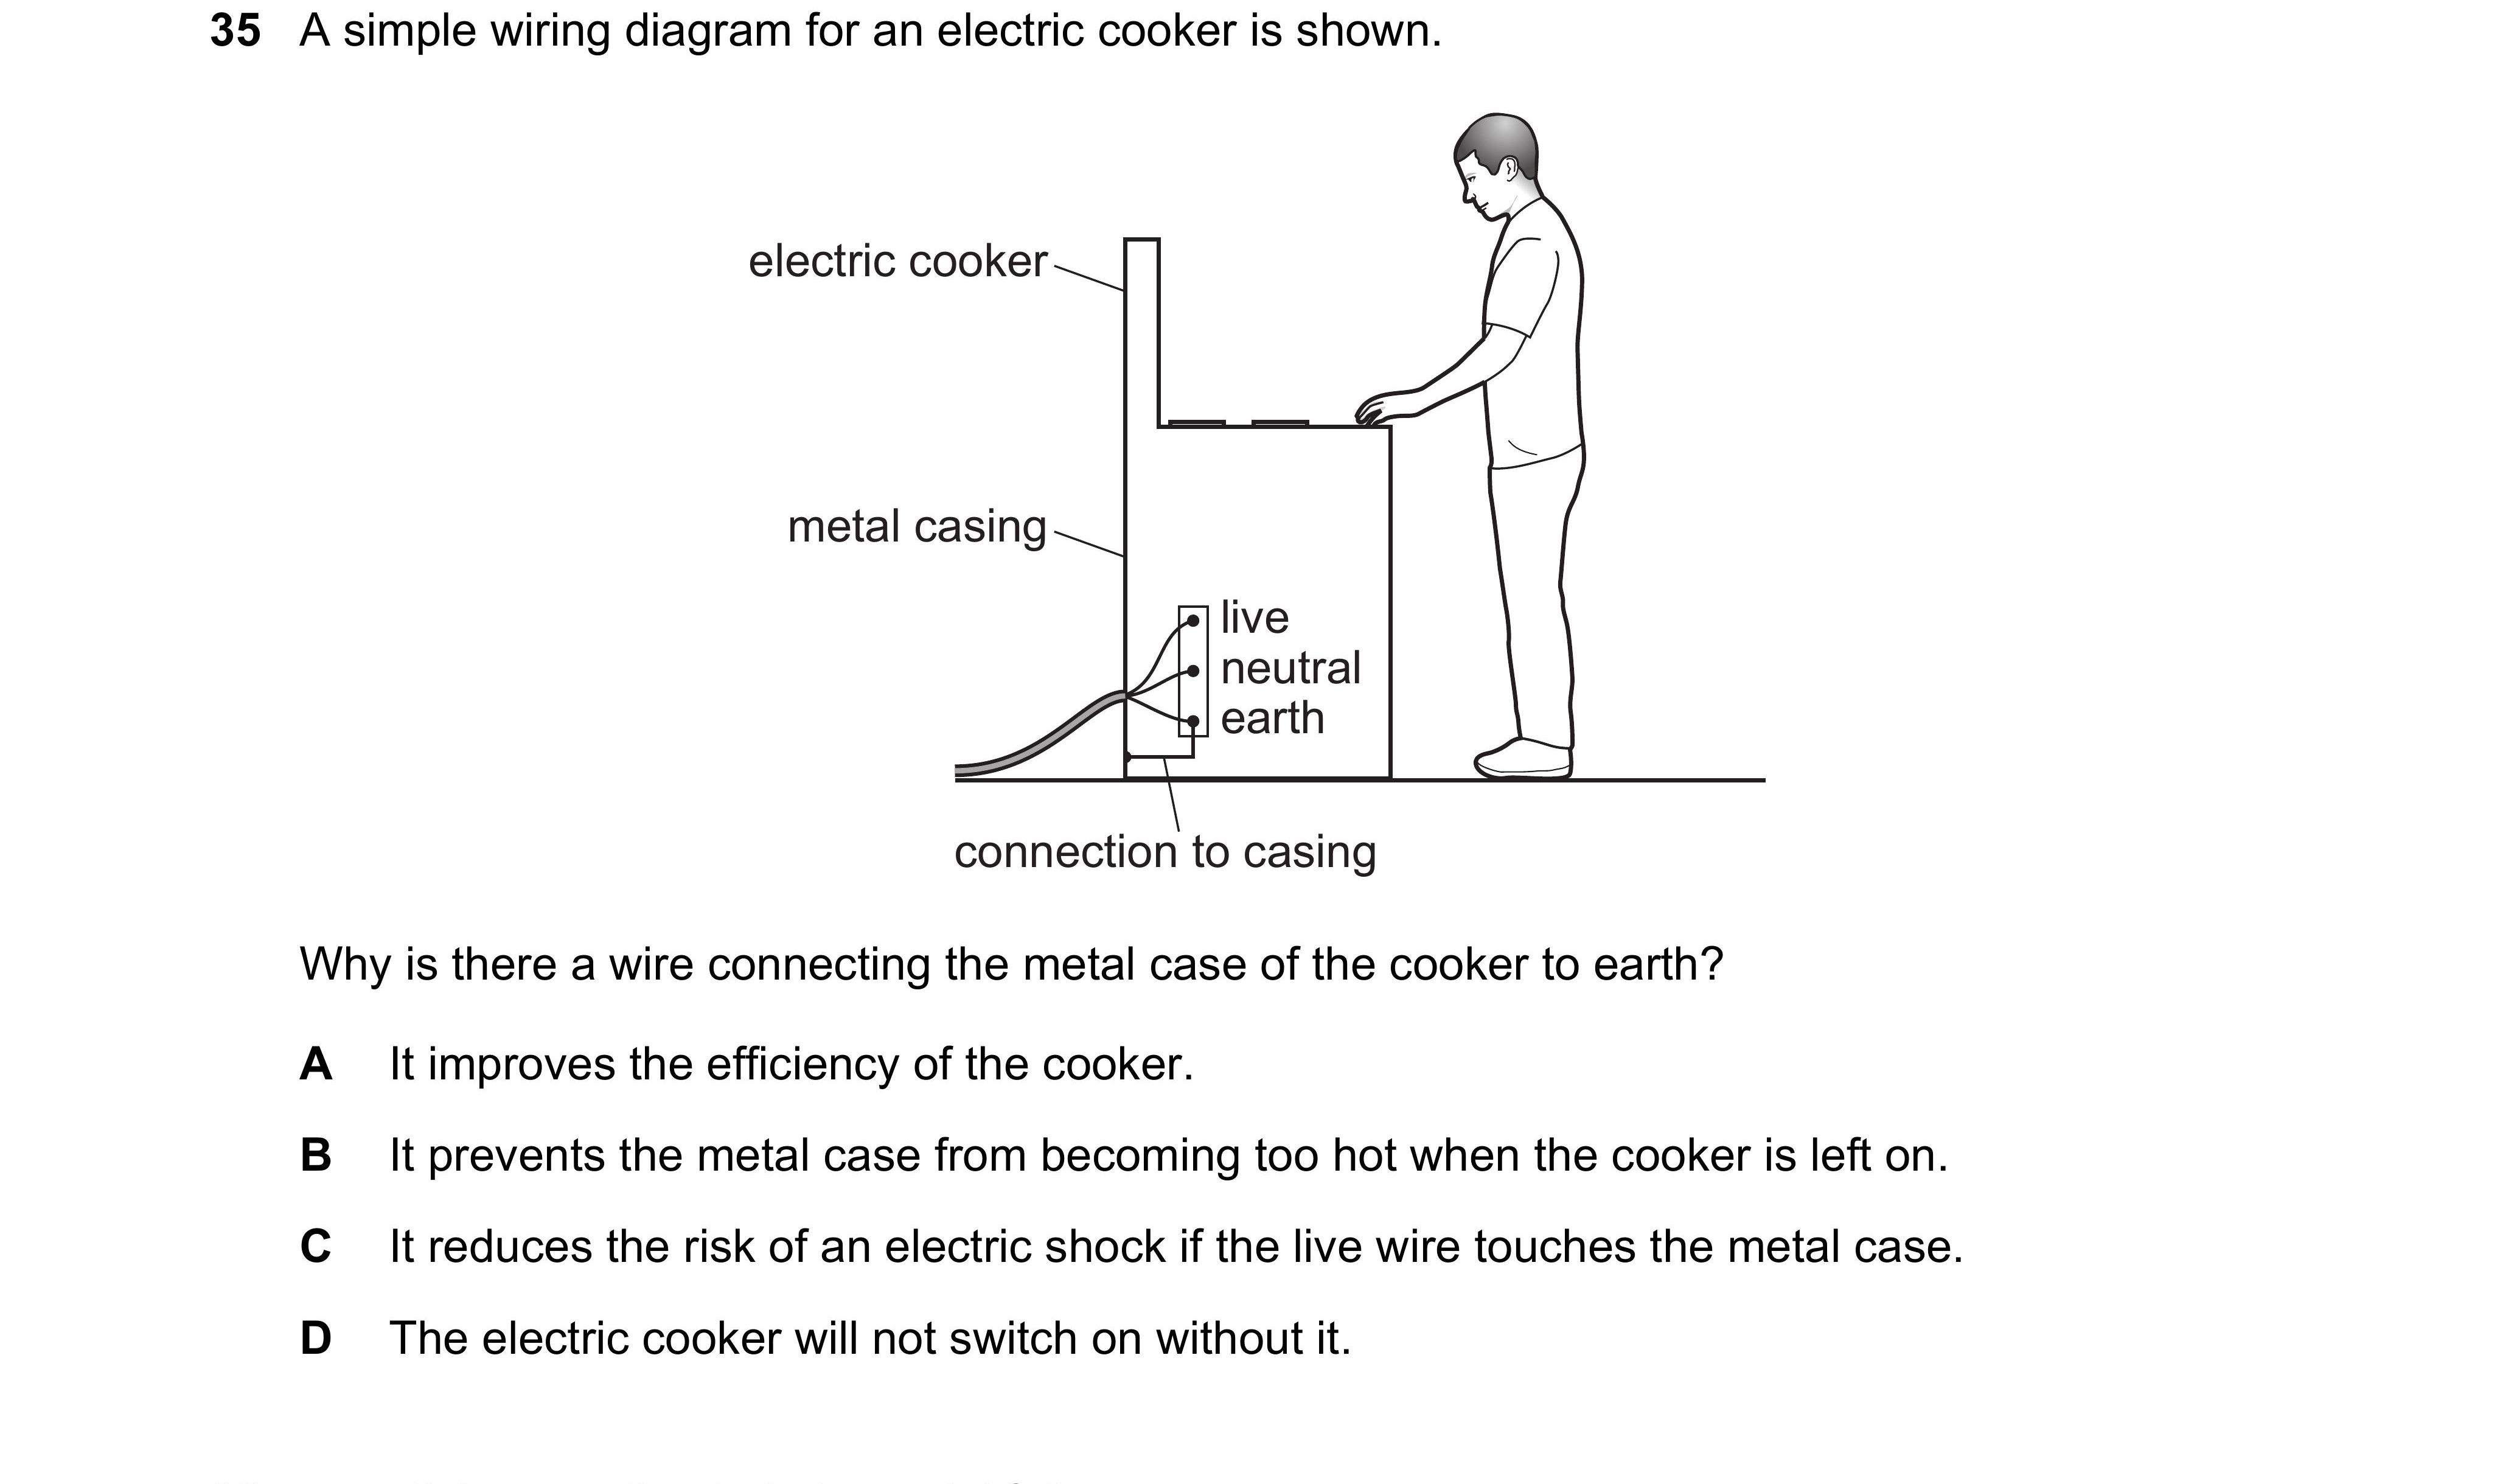 35 A simple wiring diagram for an electric cooker is shown.
electric cooker
metal casing
live
neutral
earth
connection to casing
Why is there a wire connecting the metal case of the cooker to earth?
A It improves the efficiency of the cooker.
B It prevents the metal case from becoming too hot when the cooker is left on.
C It reduces the risk of an electric shock if the live wire touches the metal case.
D The electric cooker will not switch on without it.